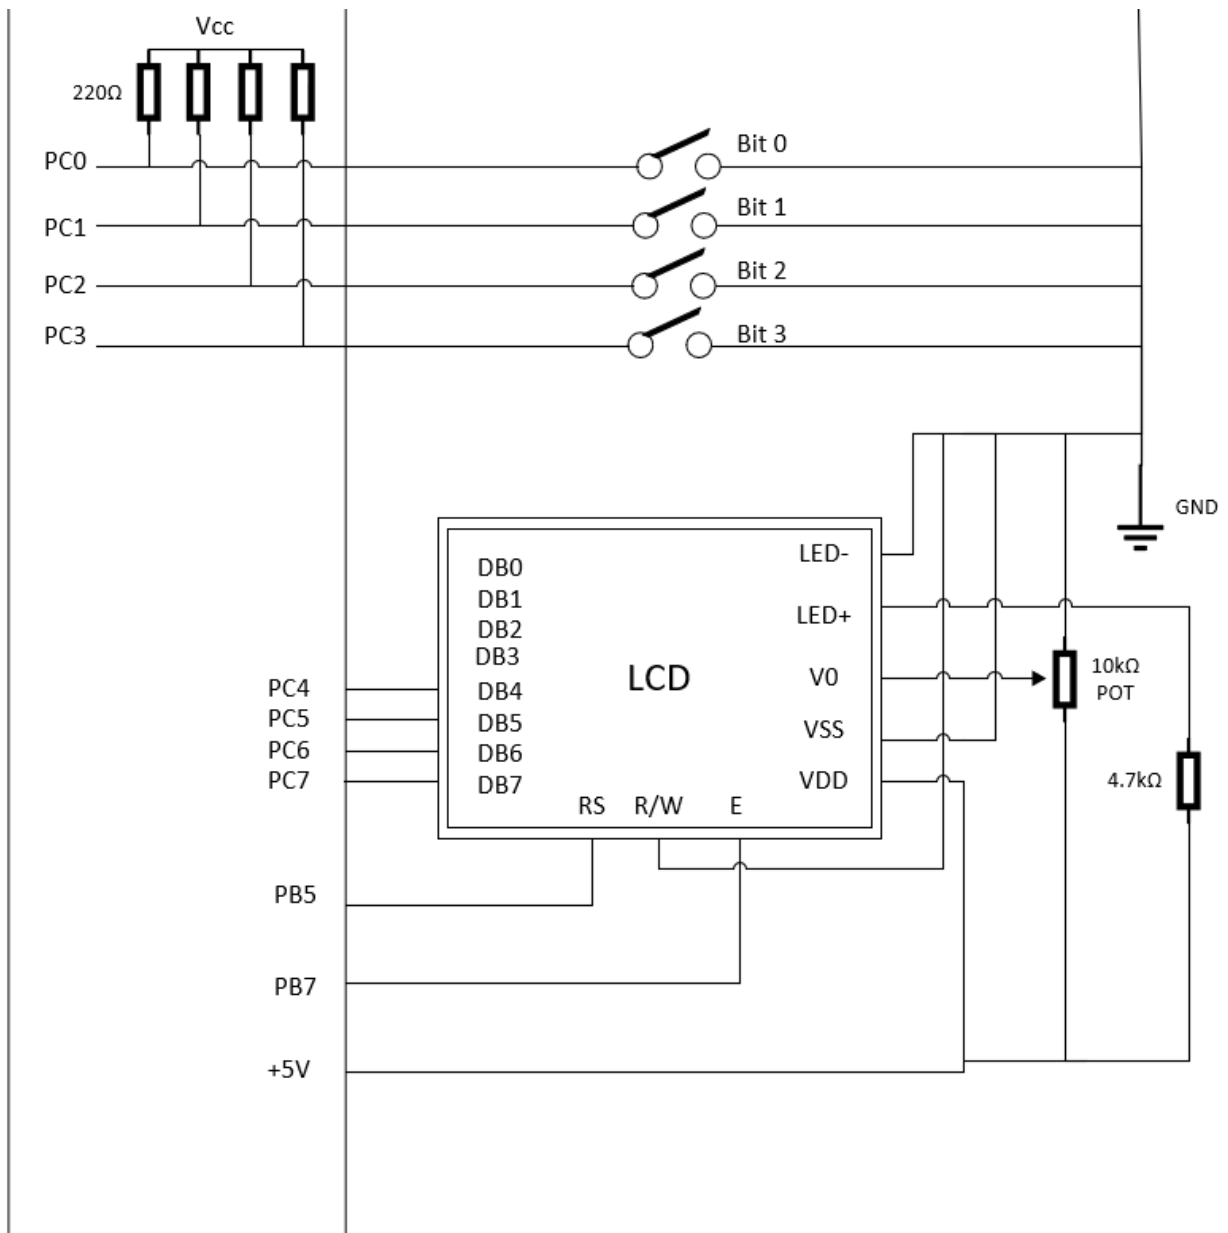 Vcc
220Ω
PC0
Bit 0
PC1
Bit 1
PC2
Bit 2
PC3
Bit 3
GND
LED-
DB0
DB1
LED+
DB2
DB3
LCD
V0
10kΩ
POT
PC4
DB4
PC5
DB5
VSS
PC6
DB6
PC7
DB7
VDD
4.7kΩ
RS
R/W
E
PB5
PB7
+5V